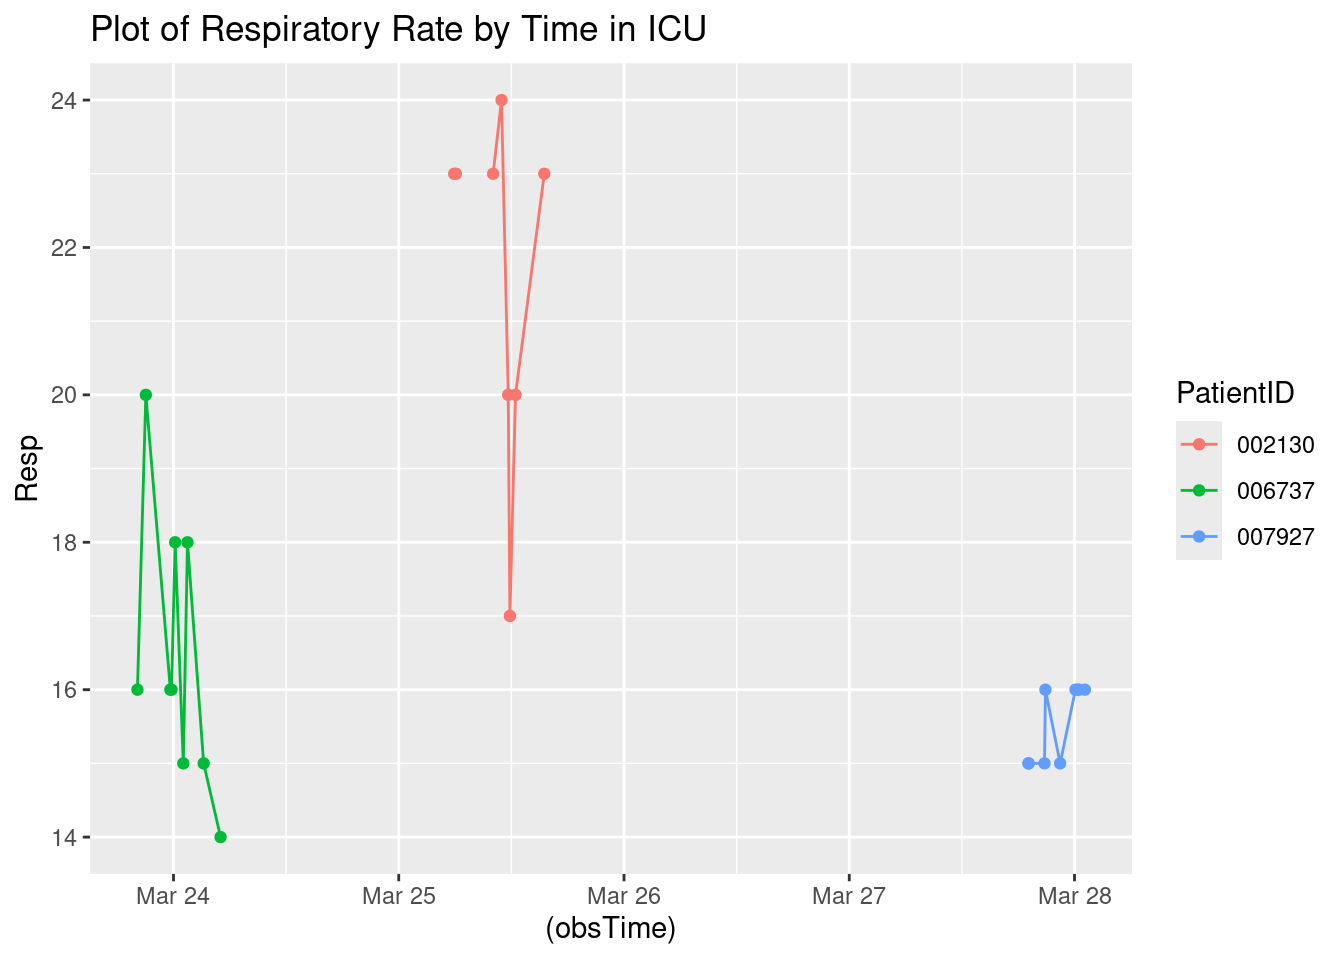 Plot of Respiratory Rate by Time in ICU
24
22
20
18
16
14
Resp
Mar 24
Mar 25
Mar 26
Mar 27
Mar 28
(obsTime)
PatientID
002130
006737
007927